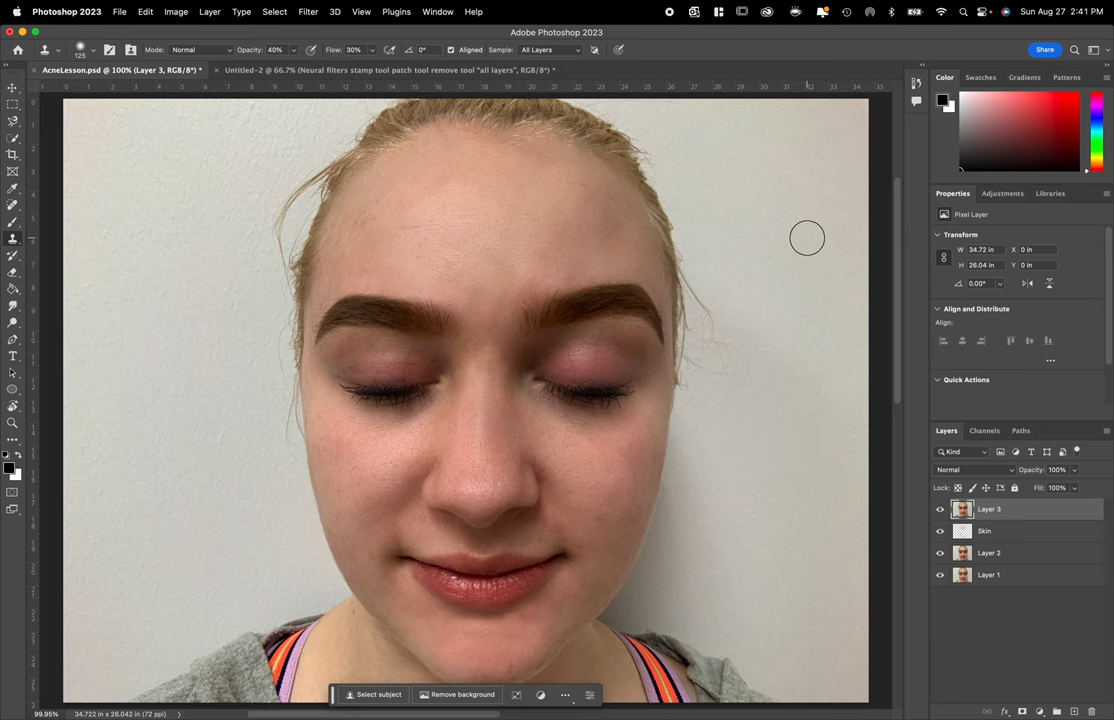 Photoshop 2023 File Edit Image Layer Type Select Filter 3D View Plugins Window Help Sun Aug 27 2:41 PM
Adobe Photoshop 2023
125 Mode: Normal Opacity: 40% Flow: 30% 0° Aligned Sample: All Layers Share
AcneLesson.psd @ 100% (Layer 3, RGB/8*) * Untitled-2 @ 66.7% (Neural filters stamp tool patch tool remove tool "all layers", RGB/8*) *
Color Swatches Gradients Patterns
Properties Adjustments Libraries
Pixel Layer
Transform
W 34.72 in X 0 in
H 26.04 in Y 0 in
0.00°
Align and Distribute
Align:
Quick Actions
Layers Channels Paths
Kind
Normal Opacity: 100%
Lock: Fill: 100%
Layer 3
Skin
Layer 2
Layer 1
Select subject Remove background
99.95% 34.722 in x 26.042 in (72 ppi)